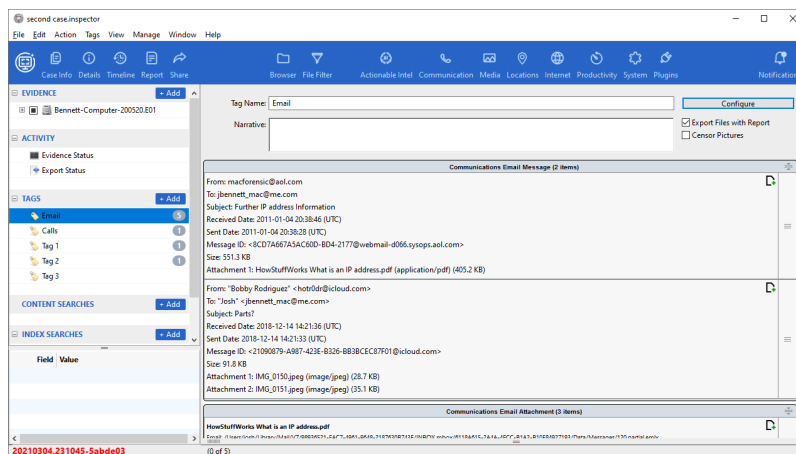 second case.inspector
File Edit Action Tags View Manage Window Help
Case Info Details Timeline Report Share Browser File Filter Actionable Intel Communication Media Locations Internet Productivity System Plugins Notification
EVIDENCE + Add
Bennett-Computer-200520.E01
ACTIVITY
Evidence Status
Export Status
TAGS + Add
Email 5
Calls 1
Tag 1 1
Tag 2 1
Tag 3
CONTENT SEARCHES + Add
INDEX SEARCHES + Add
Field Value
20210304.231045-5abde03
Tag Name: Email
Configure
Narrative:
Export Files with Report
Censor Pictures
Communications Email Message (2 items)
From: macforensic@aol.com
To: jbennett_mac@me.com
Subject: Further IP address Information
Received Date: 2011-01-04 20:38:46 (UTC)
Sent Date: 2011-01-04 20:38:28 (UTC)
Message ID: <8CD7A667A5AC60D-BD4-2177@webmail-d066.sysops.aol.com>
Size: 551.3 KB
Attachment 1: HowStuffWorks What is an IP address.pdf (application/pdf) (405.2 KB)
From: "Bobby Rodriguez" <hotr0dr@icloud.com>
To: "Josh" <jbennett_mac@me.com>
Subject: Parts?
Received Date: 2018-12-14 14:21:36 (UTC)
Sent Date: 2018-12-14 14:21:33 (UTC)
Message ID: <21090879-A987-423E-B326-BB3BCEC87F01@icloud.com>
Size: 91.8 KB
Attachment 1: IMG_0150.jpeg (image/jpeg) (28.7 KB)
Attachment 2: IMG_0151.jpeg (image/jpeg) (35.1 KB)
Communications Email Attachment (3 items)
HowStuffWorks What is an IP address.pdf
(0 of 5)